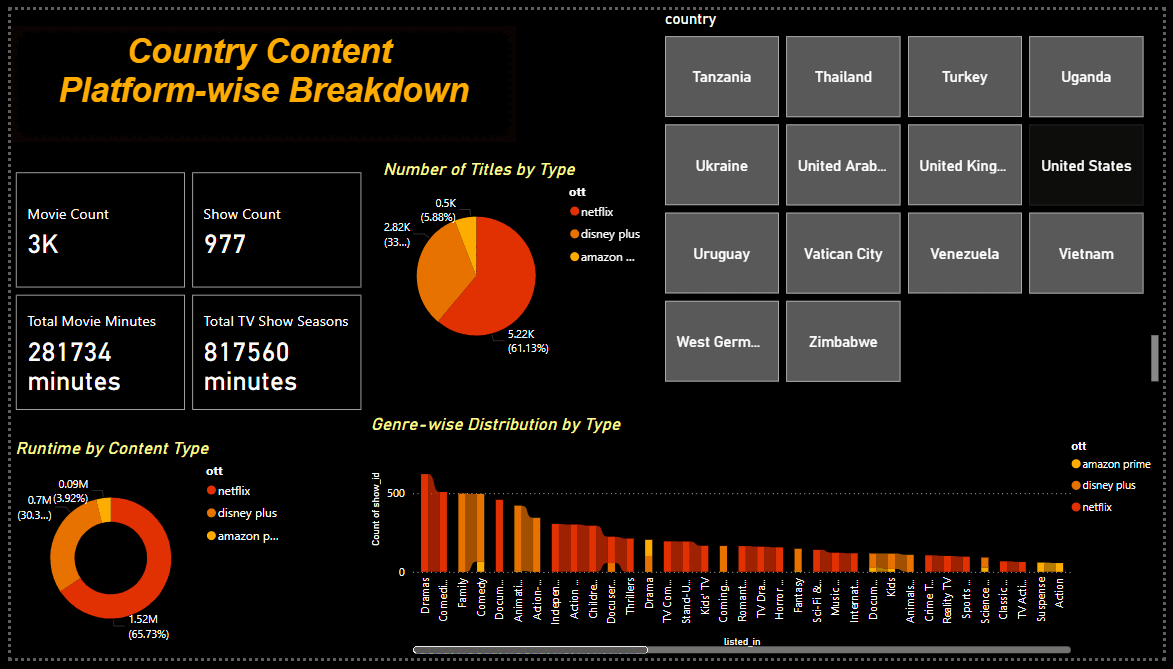 Country Content
Platform-wise Breakdown
country
Tanzania
Thailand
Turkey
Uganda
Ukraine
United Arab...
United King...
United States
Uruguay
Vatican City
Venezuela
Vietnam
West Germ...
Zimbabwe
Movie Count
3K
Show Count
977
Total Movie Minutes
281734
minutes
Total TV Show Seasons
817560
minutes
Number of Titles by Type
0.5K
(5.88%)
2.82K
(33...)
5.22K
(61.13%)
ott
netflix
disney plus
amazon ...
Runtime by Content Type
0.09M
(3.92%)
0.7M
(30.3...)
1.52M
(65.73%)
ott
netflix
disney plus
amazon p...
Genre-wise Distribution by Type
Count of show_id
500
0
Dramas
Comedi...
Family
Comedy
Docum...
Animati...
Action-...
Indepen...
Action ...
Childre...
Docuser...
Thrillers
Drama
TV Com...
Stand-U...
Kids' TV
Coming...
Romant...
TV Dra...
Horror ...
Fantasy
Sci-Fi &...
Music ...
Internat...
Docum...
Kids
Animals...
Crime T...
Reality TV
Sports ...
Science...
Classic ...
TV Acti...
Suspense
Action
listed_in
ott
amazon prime
disney plus
netflix